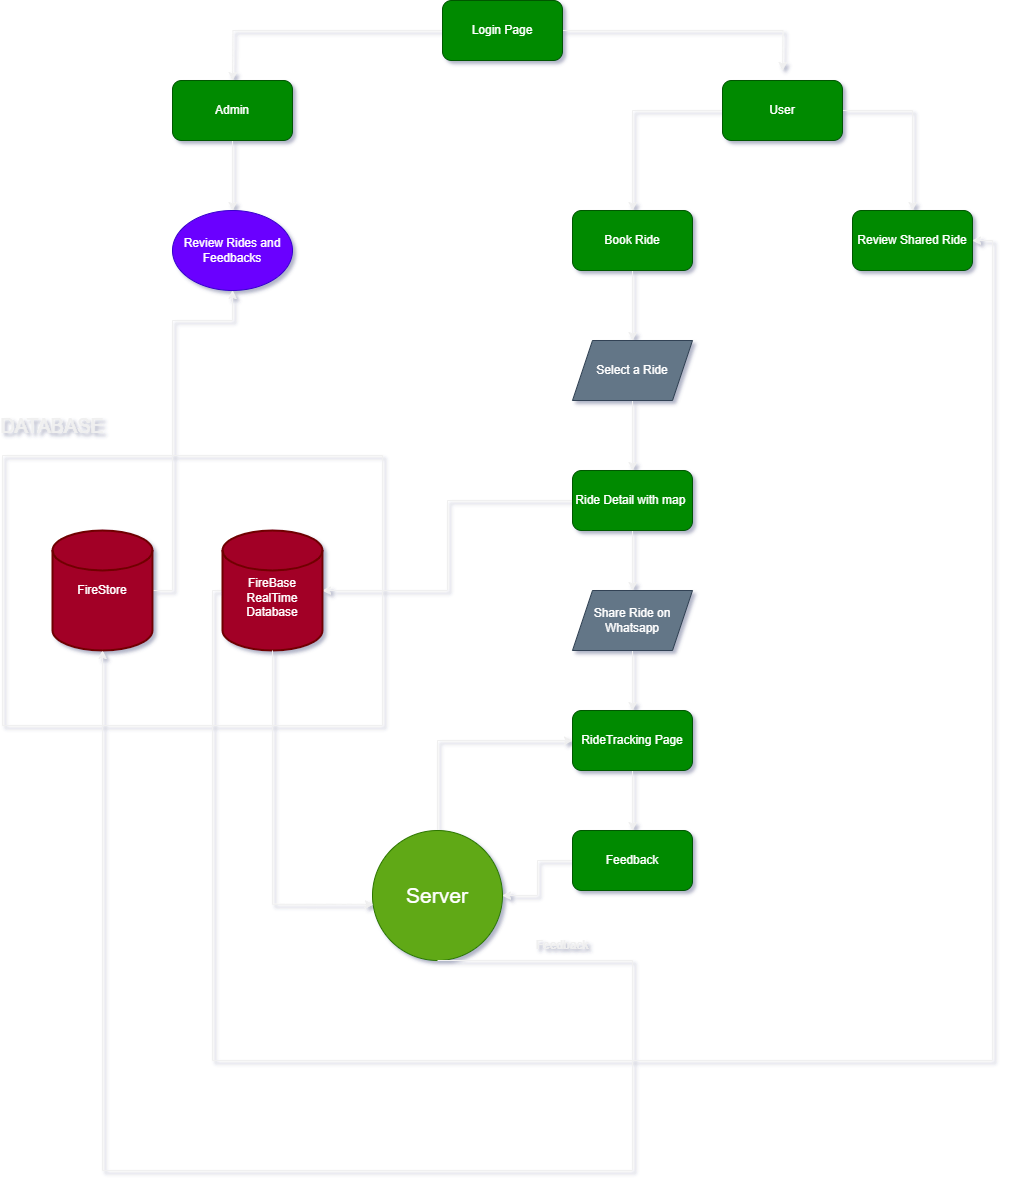 Login Page
Admin
User
Review Rides and
Feedbacks
Book Ride
Review Shared Ride
Select a Ride
DATABASE
Ride Detail with map
FireStore
FireBase
RealTime
Database
Share Ride on
Whatsapp
RideTracking Page
Feedback
Server
Feedback